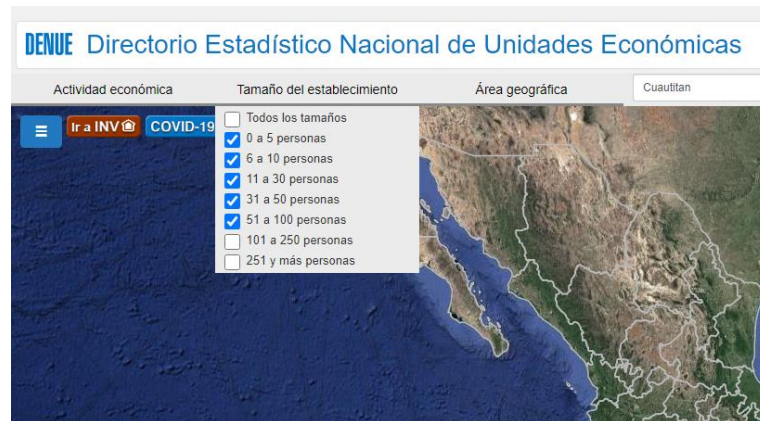 DENUE Directorio Estadístico Nacional de Unidades Económicas
Actividad económica Tamaño del establecimiento Área geográfica Cuautitan
Ir a INV COVID-19
Todos los tamaños
0 a 5 personas
6 a 10 personas
11 a 30 personas
31 a 50 personas
51 a 100 personas
101 a 250 personas
251 y más personas